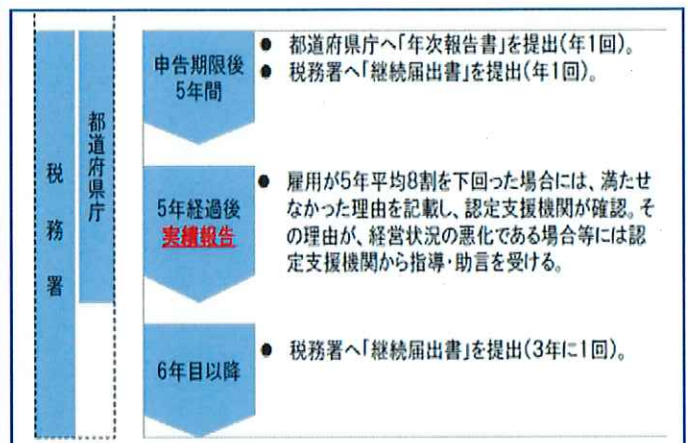 税務署
都道府県庁
申告期限後
5年間
● 都道府県庁へ「年次報告書」を提出(年1回)。
● 税務署へ「継続届出書」を提出(年1回)。
5年経過後
実績報告
● 雇用が5年平均8割を下回った場合には、満たせ
なかった理由を記載し、認定支援機関が確認。そ
の理由が、経営状況の悪化である場合等には認
定支援機関から指導・助言を受ける。
6年目以降
● 税務署へ「継続届出書」を提出(3年に1回)。